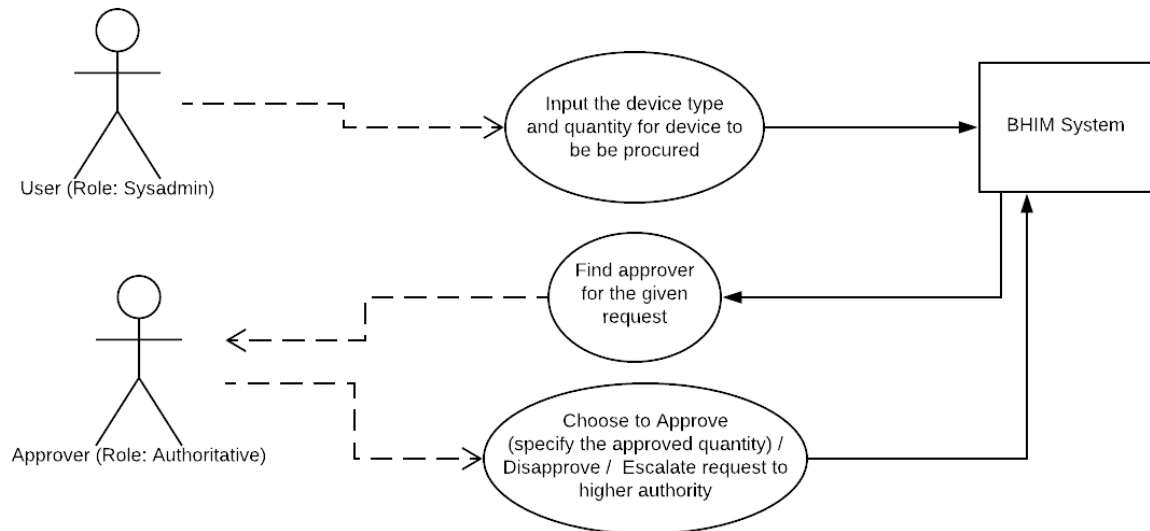 Input the device type
and quantity for device to
be be procured
BHIM System
User (Role: Sysadmin)
Find approver
for the given
request
Choose to Approve
(specify the approved quantity) /
Disapprove /  Escalate request to
higher authority
Approver (Role: Authoritative)